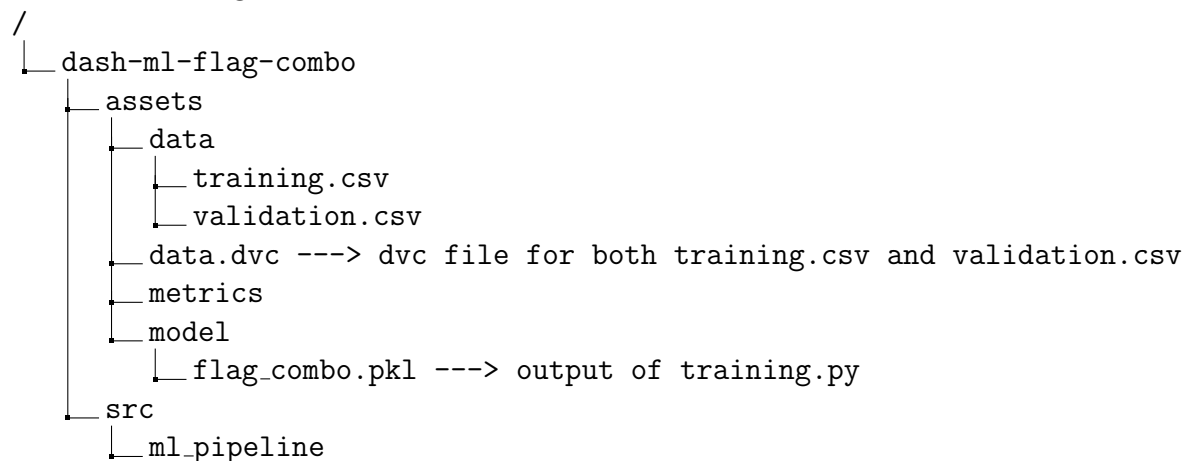 /
dash-ml-flag-combo
assets
data
training.csv
validation.csv
data.dvc ---> dvc file for both training.csv and validation.csv
metrics
model
flag_combo.pkl ---> output of training.py
src
ml_pipeline